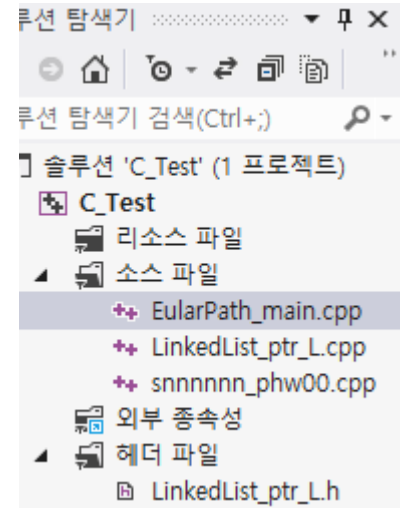 루션 탐색기
루션 탐색기 검색(Ctrl+;)
솔루션 'C_Test' (1 프로젝트)
C_Test
리소스 파일
소스 파일
EularPath_main.cpp
LinkedList_ptr_L.cpp
snnnnnn_phw00.cpp
외부 종속성
헤더 파일
LinkedList_ptr_L.h